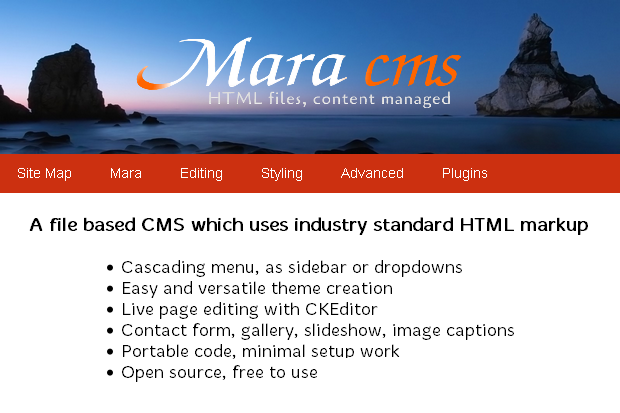 Mara cms
HTML files, content managed
Site Map Mara Editing Styling Advanced Plugins
A file based CMS which uses industry standard HTML markup
• Cascading menu, as sidebar or dropdowns
• Easy and versatile theme creation
• Live page editing with CKEditor
• Contact form, gallery, slideshow, image captions
• Portable code, minimal setup work
• Open source, free to use